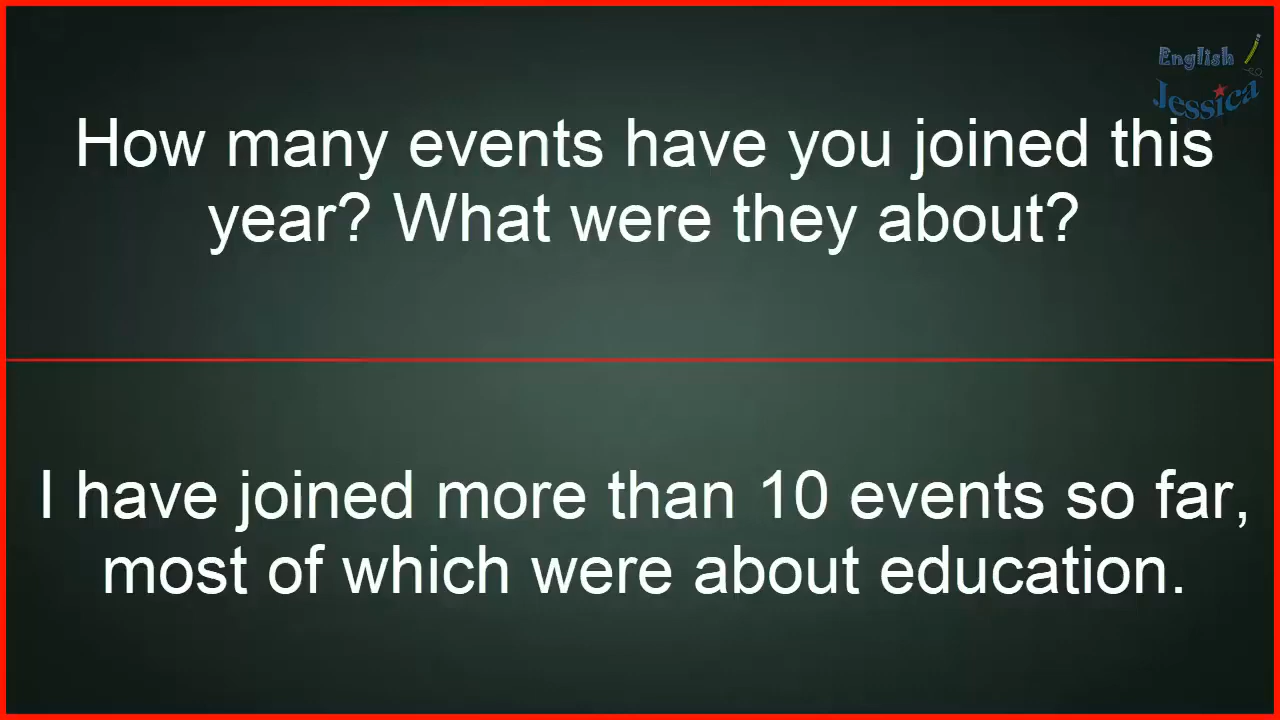 English
Jessica
How many events have you joined this
year? What were they about?
I have joined more than 10 events so far,
most of which were about education.